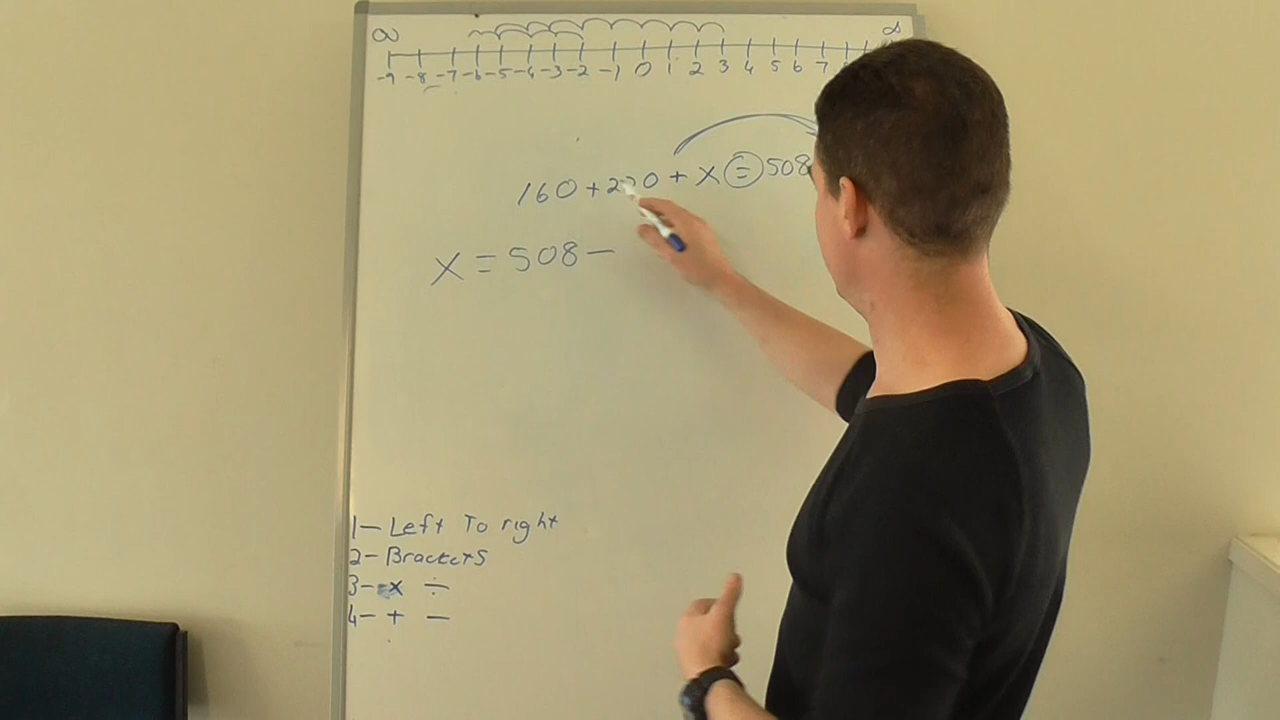 ∞ ∞
-9 -8 -7 -6 -5 -4 -3 -2 -1 0 1 2 3 4 5 6 7
160 + 220 + x = 508
x = 508 -
1- Left To right
2- Brackets
3- x ÷
4- + -